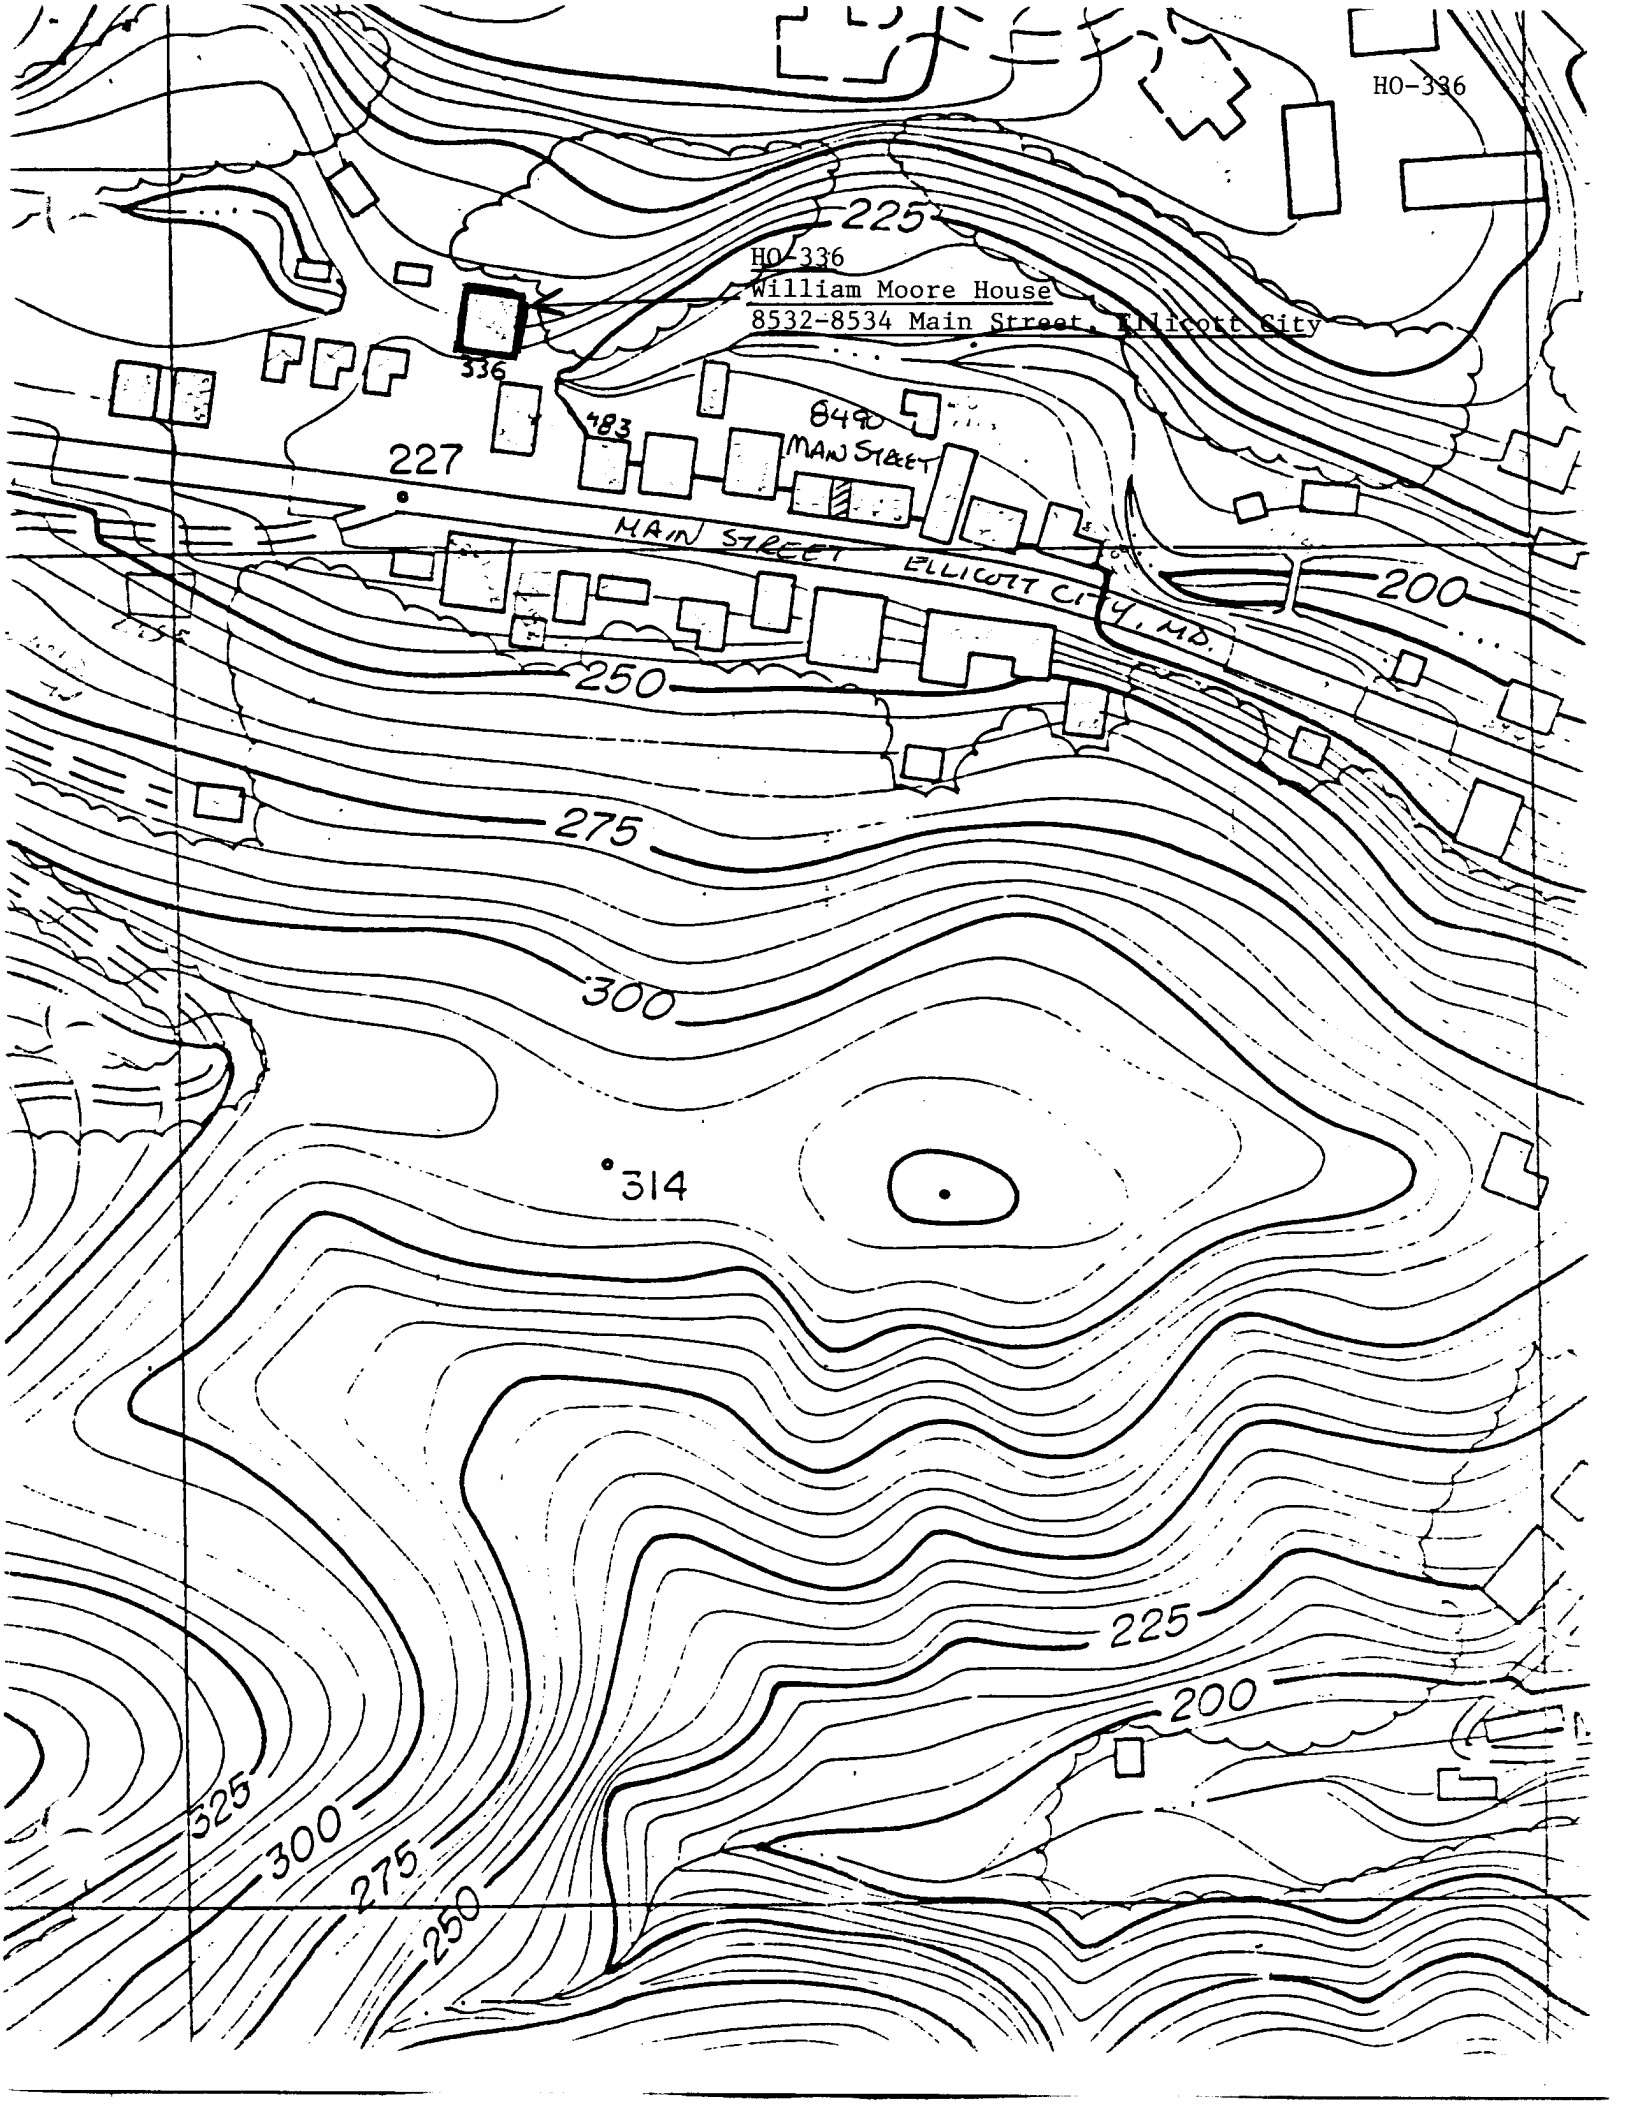 HO-336
225
HO-336
William Moore House
8532-8534 Main Street, Ellicott City
336
483
8490
MAIN STREET
227
MAIN STREET ELLICOTT CITY, MD.
200
250
275
300
314
225
200
325
300
275
250